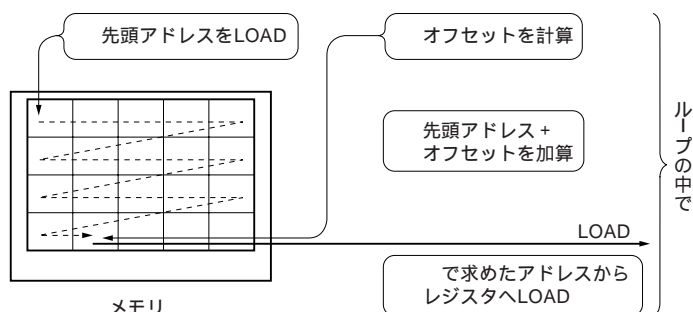 先頭アドレスをLOAD
オフセットを計算
先頭アドレス +
オフセットを加算
ループの中で
LOAD
で求めたアドレスから
レジスタへLOAD
メモリ